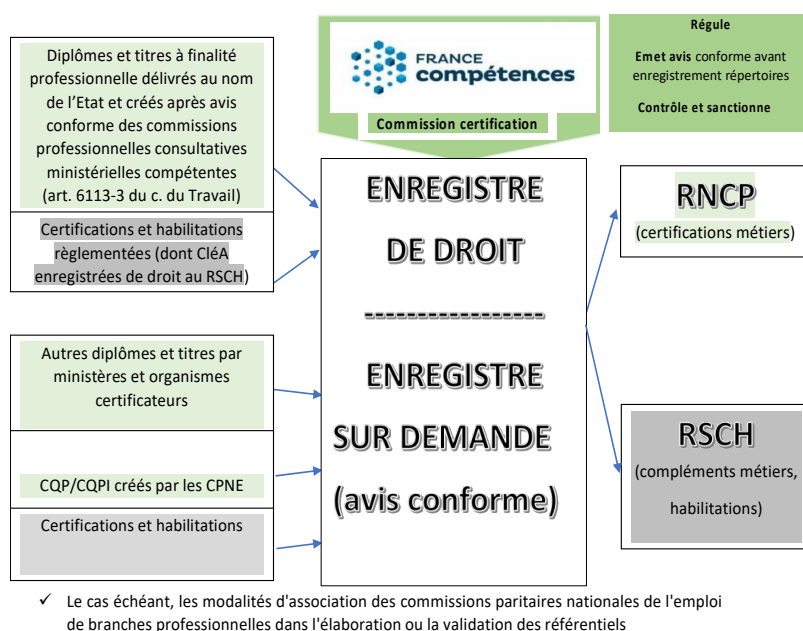 FRANCE
compétences
Commission certification
Régule
Emet avis conforme avant
enregistrement répertoires
Contrôle et sanctionne
Diplômes et titres à finalité
professionnelle délivrés au nom
de l'Etat et créés après avis
conforme des commissions
professionnelles consultatives
ministérielles compétentes
(art. 6113-3 du c. du Travail)
Certifications et habilitations
règlementées (dont CléA
enregistrées de droit au RSCH)
Autres diplômes et titres par
ministères et organismes
certificateurs
CQP/CQPI créés par les CPNE
Certifications et habilitations
ENREGISTRE
DE DROIT
------------------
ENREGISTRE
SUR DEMANDE
(avis conforme)
RNCP
(certifications métiers)
RSCH
(compléments métiers,
habilitations)
✓ Le cas échéant, les modalités d'association des commissions paritaires nationales de l'emploi
de branches professionnelles dans l'élaboration ou la validation des référentiels